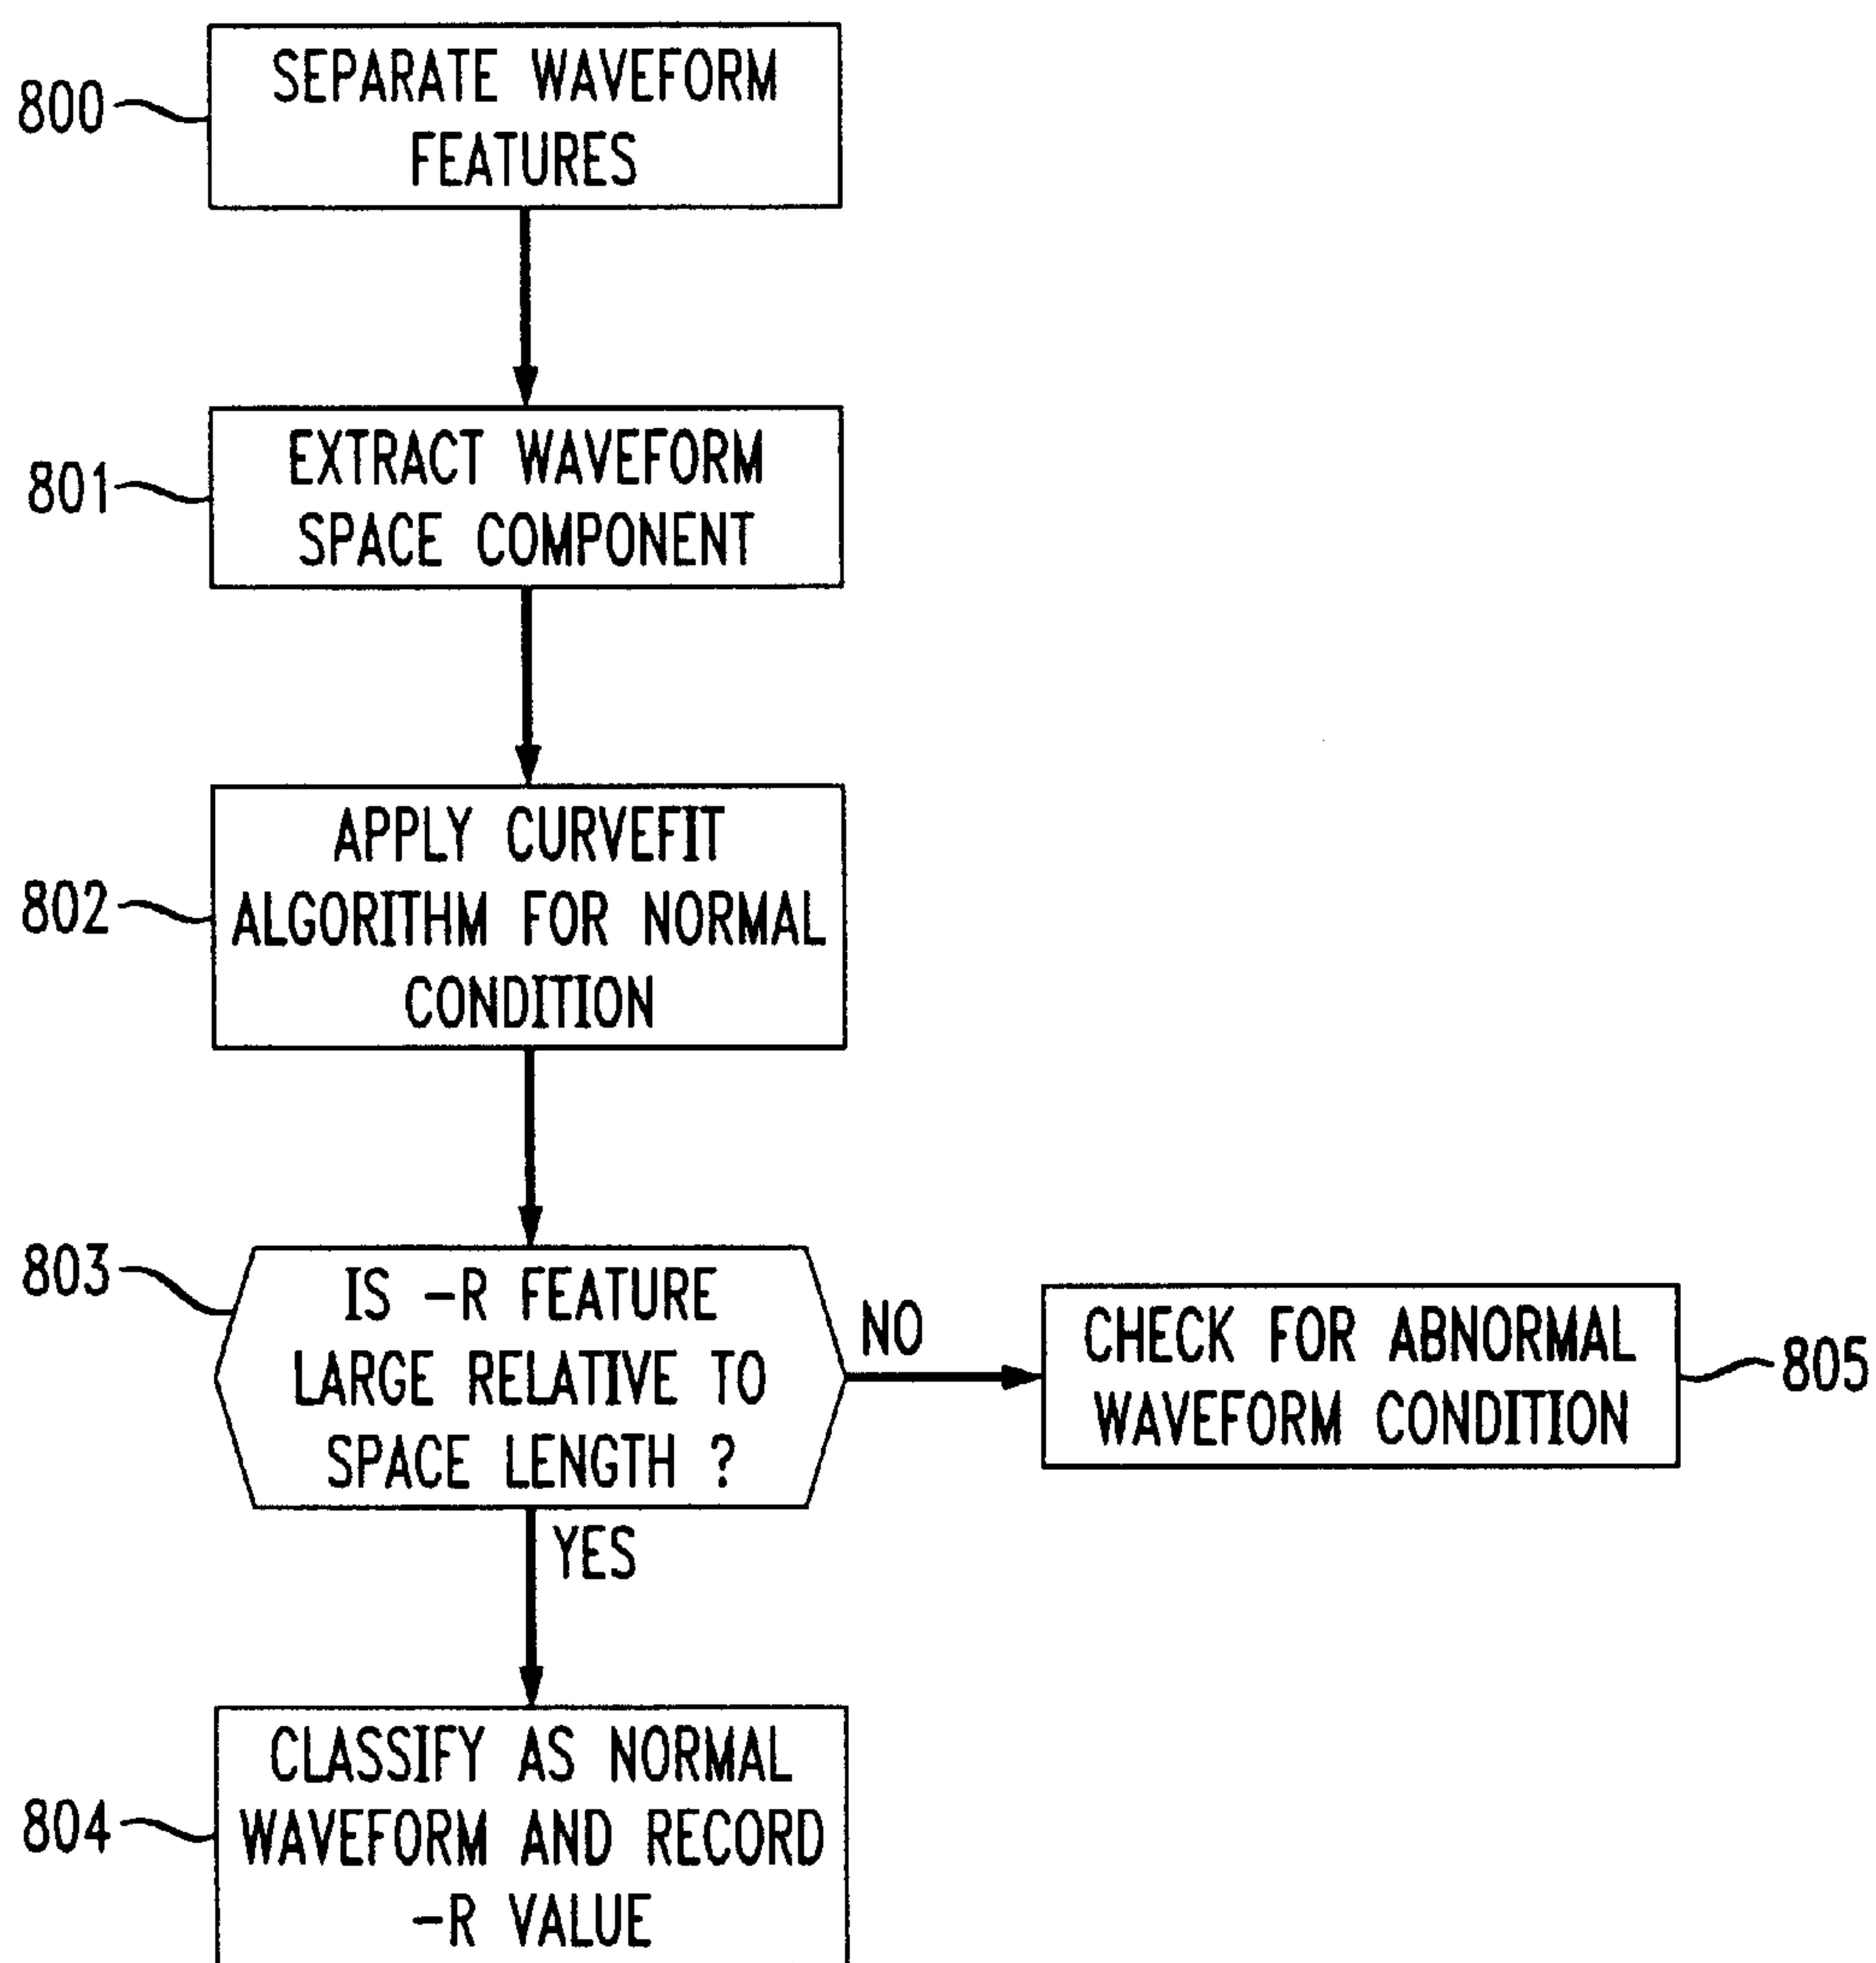 800
SEPARATE WAVEFORM
FEATURES
801
EXTRACT WAVEFORM
SPACE COMPONENT
802
APPLY CURVEFIT
ALGORITHM FOR NORMAL
CONDITION
803
IS -R FEATURE
LARGE RELATIVE TO
SPACE LENGTH ?
NO
CHECK FOR ABNORMAL
WAVEFORM CONDITION
805
YES
804
CLASSIFY AS NORMAL
WAVEFORM AND RECORD
-R VALUE